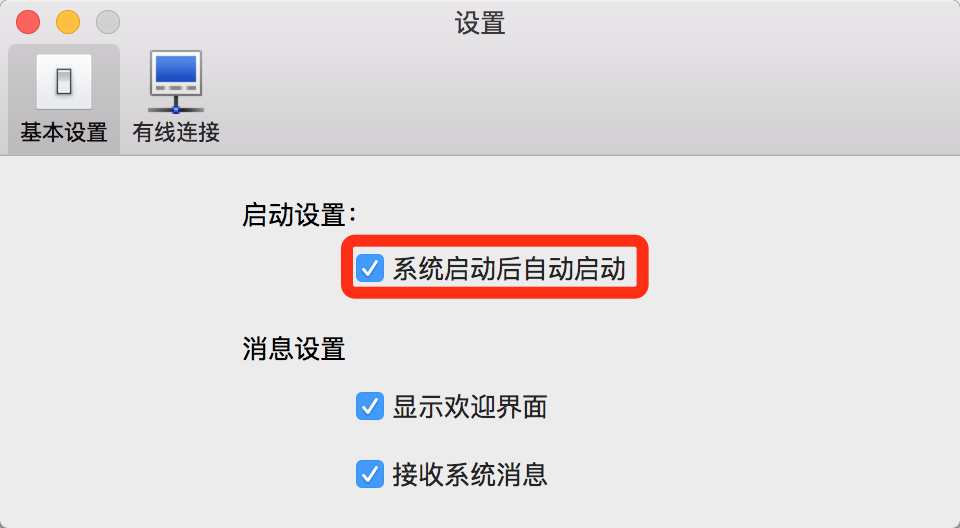 设置
基本设置
有线连接
启动设置：
系统启动后自动启动
消息设置
显示欢迎界面
接收系统消息